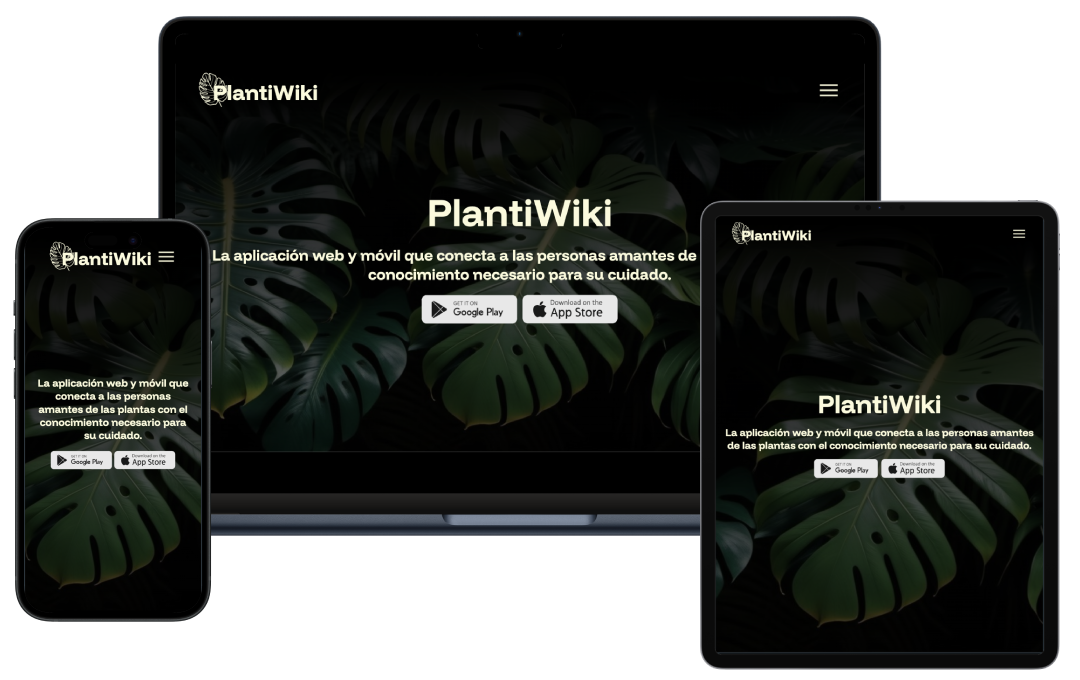 PlantiWiki
PlantiWiki
La aplicación web y móvil que conecta a las personas amantes de
conocimiento necesario para su cuidado.
GET IT ON
Google Play
Download on the
App Store
PlantiWiki
La aplicación web y móvil que
conecta a las personas
amantes de las plantas con el
conocimiento necesario para
su cuidado.
GET IT ON
Google Play
Download on the
App Store
PlantiWiki
PlantiWiki
La aplicación web y móvil que conecta a las personas amantes
de las plantas con el conocimiento necesario para su cuidado.
GET IT ON
Google Play
Download on the
App Store